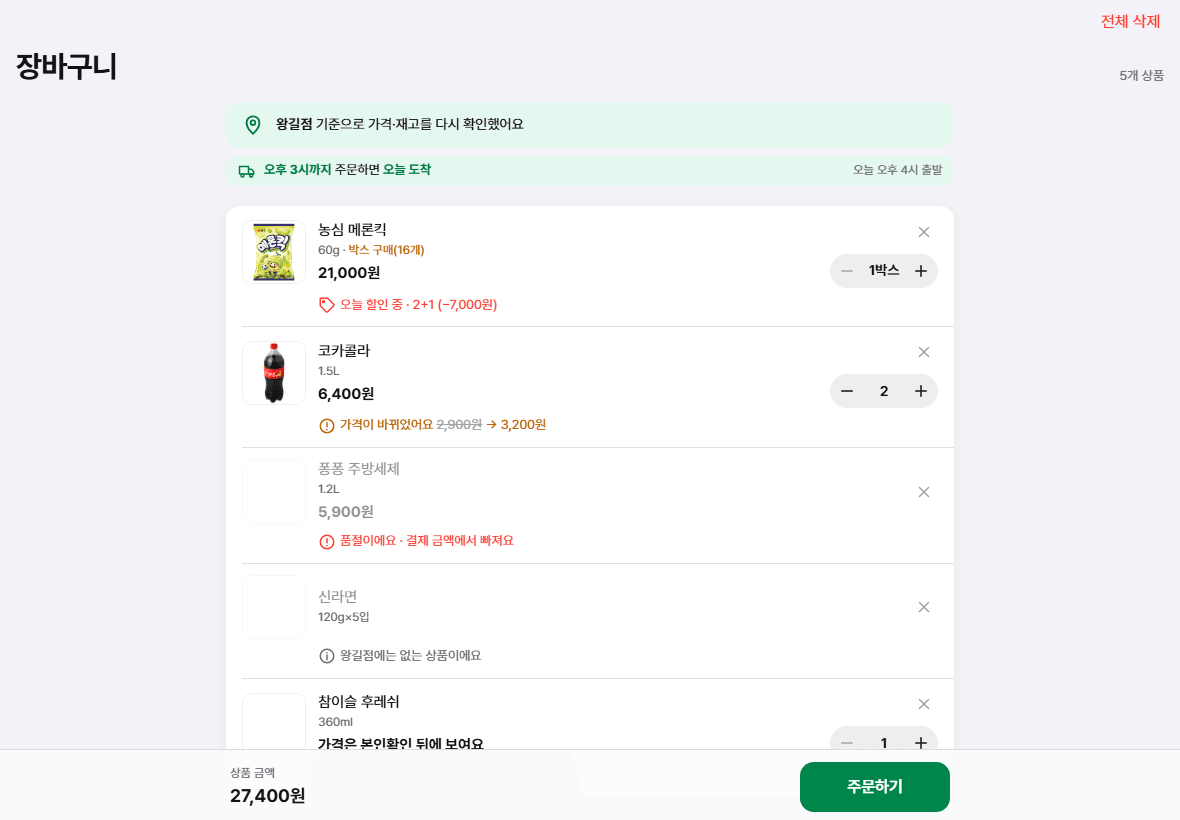 전체 삭제
장바구니
5개 상품
왕길점 기준으로 가격·재고를 다시 확인했어요
오후 3시까지 주문하면 오늘 도착
오늘 오후 4시 출발
농심 메론킥
60g · 박스 구매(16개)
21,000원
1박스
오늘 할인 중 · 2+1 (−7,000원)
메론킥
코카콜라
1.5L
6,400원
2
가격이 바뀌었어요 2,900원 → 3,200원
Coca-Cola
퐁퐁 주방세제
1.2L
5,900원
품절이에요 · 결제 금액에서 빠져요
신라면
120g×5입
왕길점에는 없는 상품이에요
참이슬 후레쉬
360ml
가격은 본인확인 뒤에 보여요
1
상품 금액
27,400원
주문하기